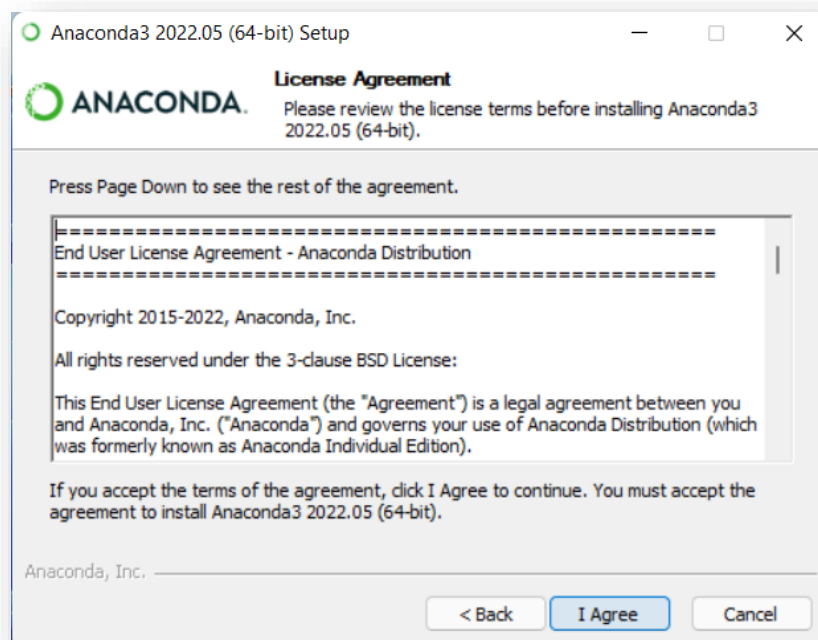 Anaconda3 2022.05 (64-bit) Setup
ANACONDA.
License Agreement
Please review the license terms before installing Anaconda3
2022.05 (64-bit).
Press Page Down to see the rest of the agreement.
==================================================
End User License Agreement - Anaconda Distribution
==================================================
Copyright 2015-2022, Anaconda, Inc.
All rights reserved under the 3-clause BSD License:
This End User License Agreement (the "Agreement") is a legal agreement between you
and Anaconda, Inc. ("Anaconda") and governs your use of Anaconda Distribution (which
was formerly known as Anaconda Individual Edition).
If you accept the terms of the agreement, click I Agree to continue. You must accept the
agreement to install Anaconda3 2022.05 (64-bit).
Anaconda, Inc.
< Back
I Agree
Cancel